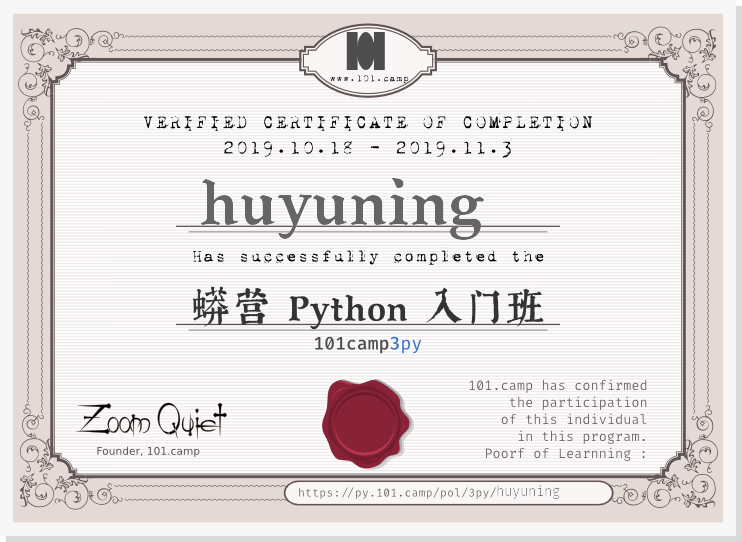 101
www.101.camp
VERIFIED CERTIFICATE OF COMPLETION
2019.10.18 - 2019.11.3
huyuning
Has successfully completed the
蟒营 Python 入门班
101camp3py
101.camp has confirmed
the participation
of this individual
in this program.
Poorf of Learnning :
Zoom Quiet
Founder, 101.camp
https://py.101.camp/pol/3py/huyuning